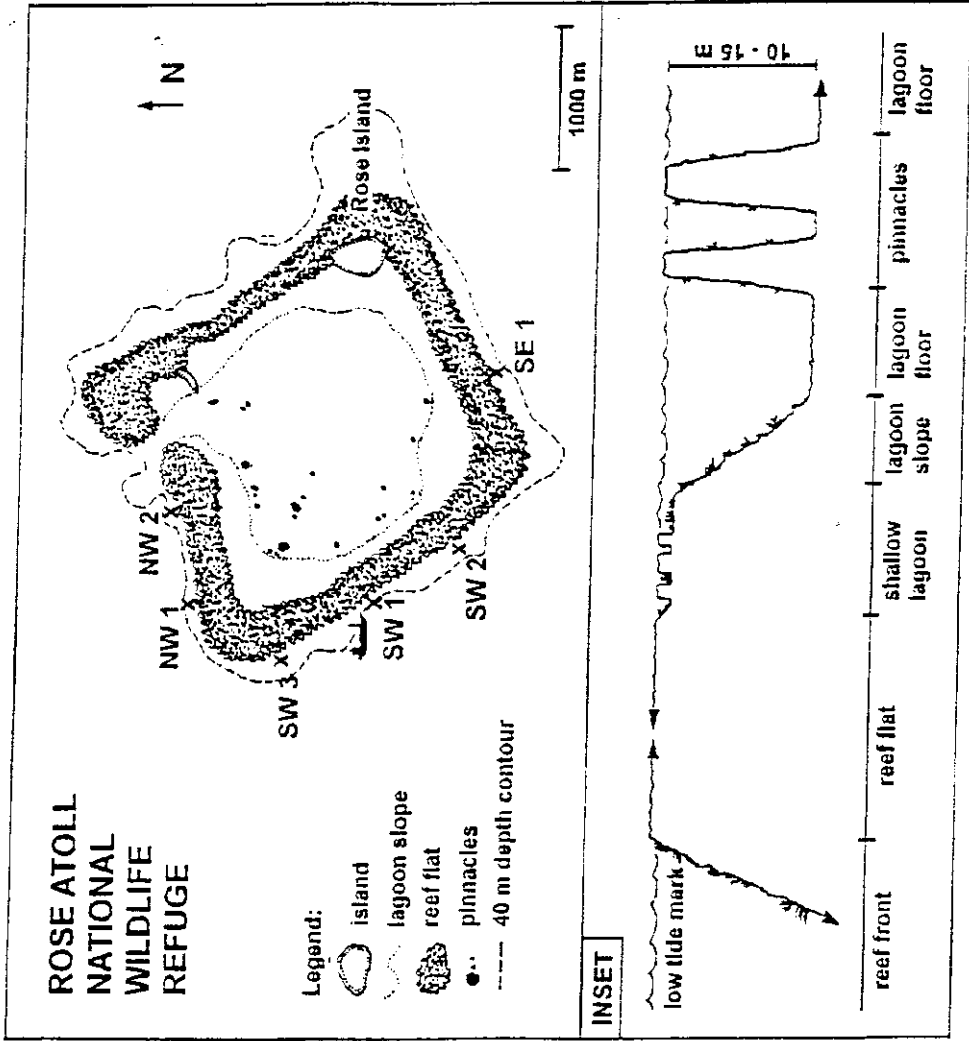 ROSE ATOLL
NATIONAL
WILDLIFE
REFUGE
Legend:
island
lagoon slope
reef flat
pinnacles
40 m depth contour
N
NW 2
NW 1
SW 3
SW 1
SW 2
SE 1
Rose Island
1000 m
INSET
low tide mark
10 - 15 m
reef front
reef flat
shallow
lagoon
lagoon
slope
lagoon
floor
pinnacles
lagoon
floor